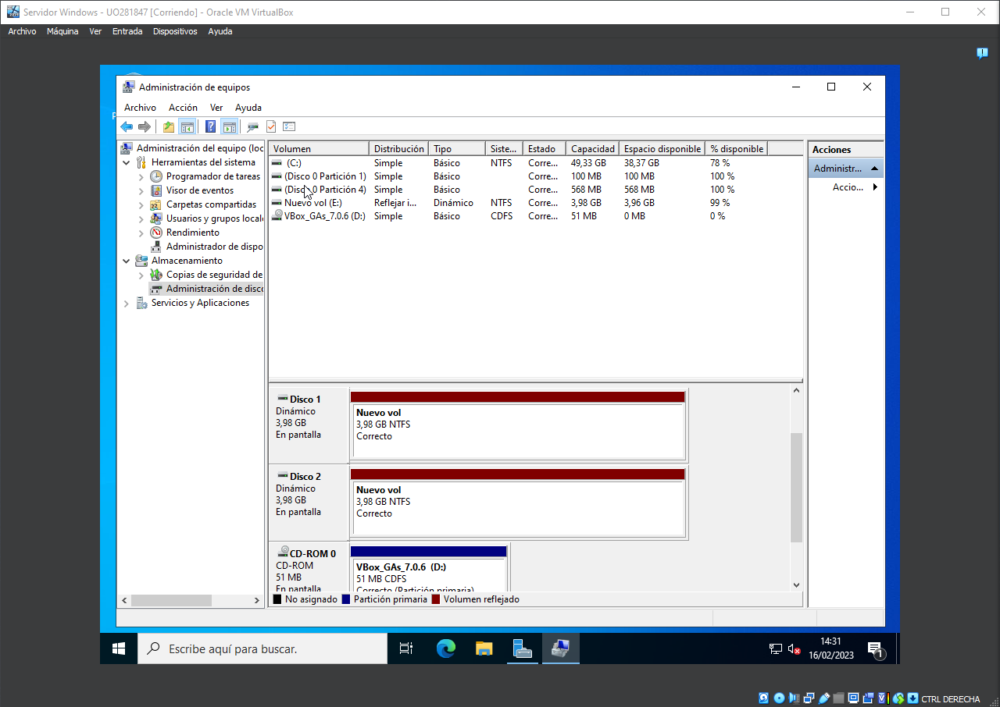 Servidor Windows - UO281847 [Corriendo] - Oracle VM VirtualBox
Archivo Máquina Ver Entrada Dispositivos Ayuda
Administración de equipos
Archivo Acción Ver Ayuda
Administración del equipo (loc
Herramientas del sistema
Programador de tareas
Visor de eventos
Carpetas compartidas
Usuarios y grupos local
Rendimiento
Administrador de dispo
Almacenamiento
Copias de seguridad de
Administración de disco
Servicios y Aplicaciones
Volumen Distribución Tipo Siste... Estado Capacidad Espacio disponible % disponible
(C:) Simple Básico NTFS Corre... 49,33 GB 38,37 GB 78 %
(Disco 0 Partición 1) Simple Básico Corre... 100 MB 100 MB 100 %
(Disco 0 Partición 4) Simple Básico Corre... 568 MB 568 MB 100 %
Nuevo vol (E:) Reflejar i... Dinámico NTFS Corre... 3,98 GB 3,96 GB 99 %
VBox_GAs_7.0.6 (D:) Simple Básico CDFS Corre... 51 MB 0 MB 0 %
Disco 1
Dinámico
3,98 GB
En pantalla
Nuevo vol
3,98 GB NTFS
Correcto
Disco 2
Dinámico
3,98 GB
En pantalla
Nuevo vol
3,98 GB NTFS
Correcto
CD-ROM 0
CD-ROM
51 MB
En pantalla
VBox_GAs_7.0.6 (D:)
51 MB CDFS
Correcto (Partición primaria)
No asignado Partición primaria Volumen reflejado
Acciones
Administr...
Accio...
Escribe aquí para buscar.
14:31
16/02/2023
1
CTRL DERECHA